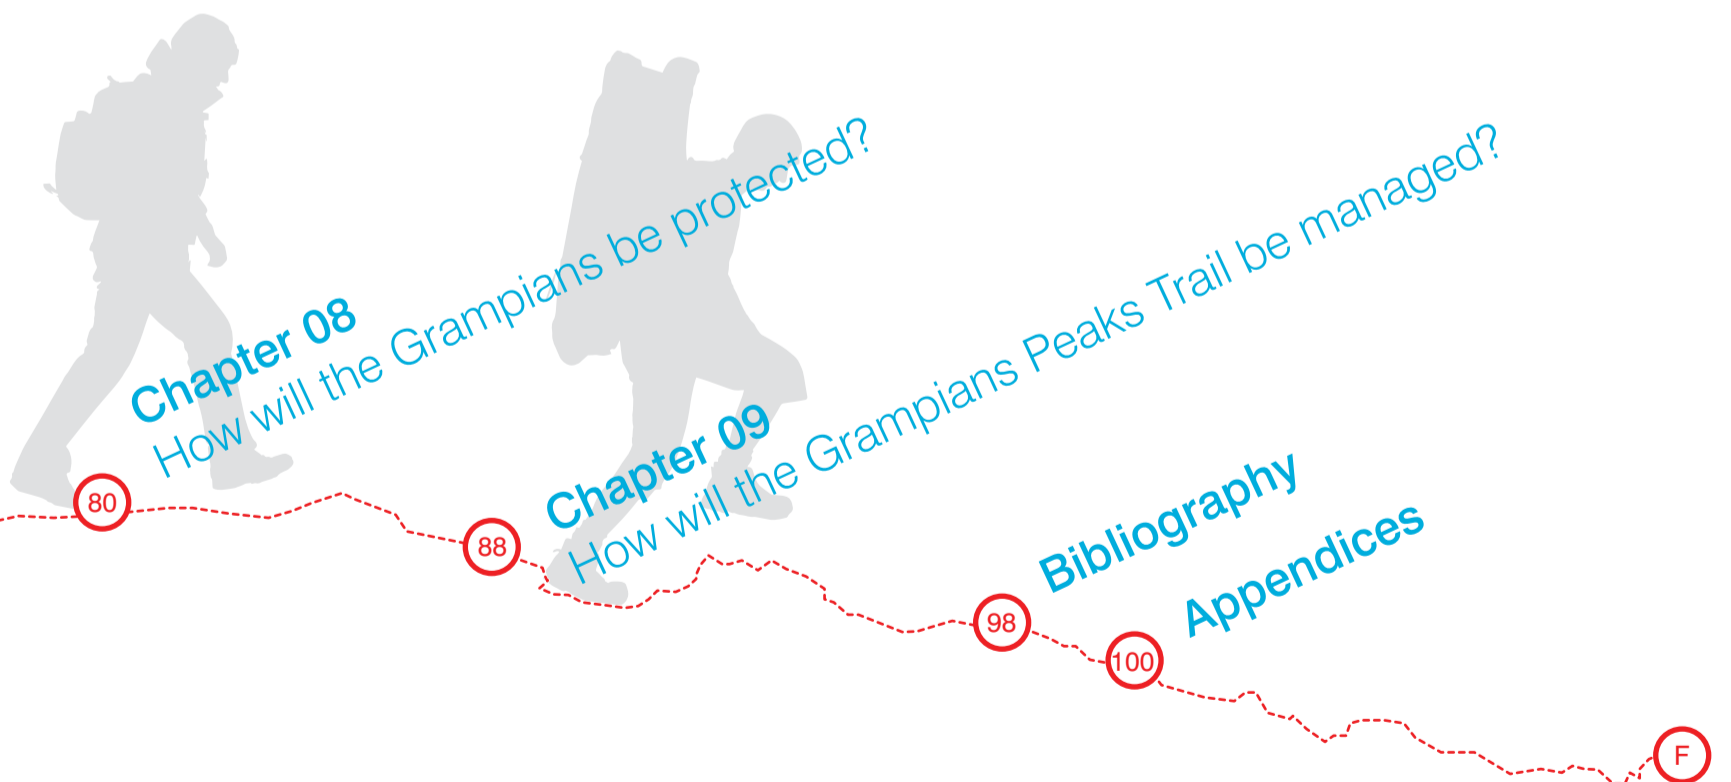 Chapter 08
How will the Grampians be protected?
80
Chapter 09
How will the Grampians Peaks Trail be managed?
88
Bibliography
98
Appendices
100
F